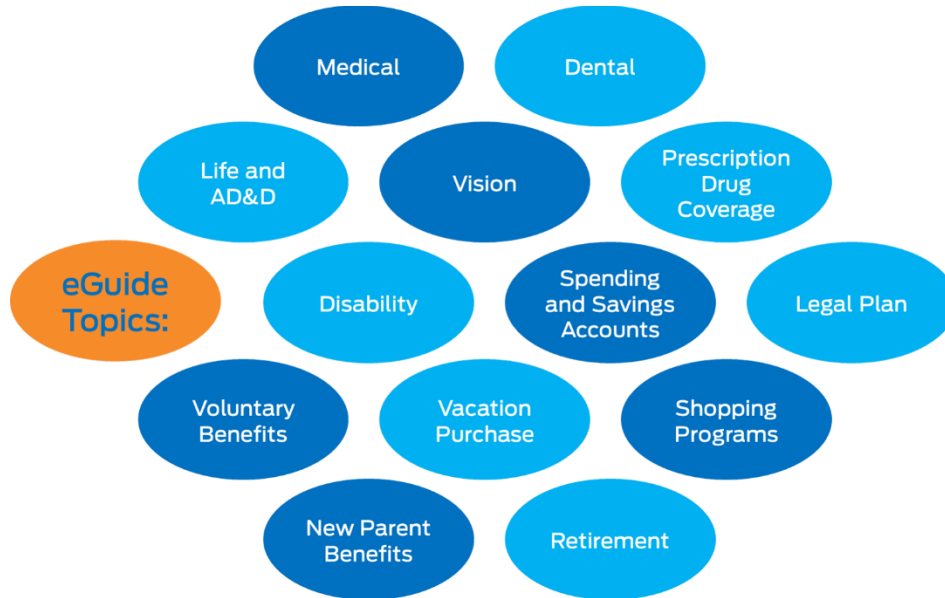 Medical
Dental
Life and
AD&D
Vision
Prescription
Drug
Coverage
eGuide
Topics:
Disability
Spending
and Savings
Accounts
Legal Plan
Voluntary
Benefits
Vacation
Purchase
Shopping
Programs
New Parent
Benefits
Retirement